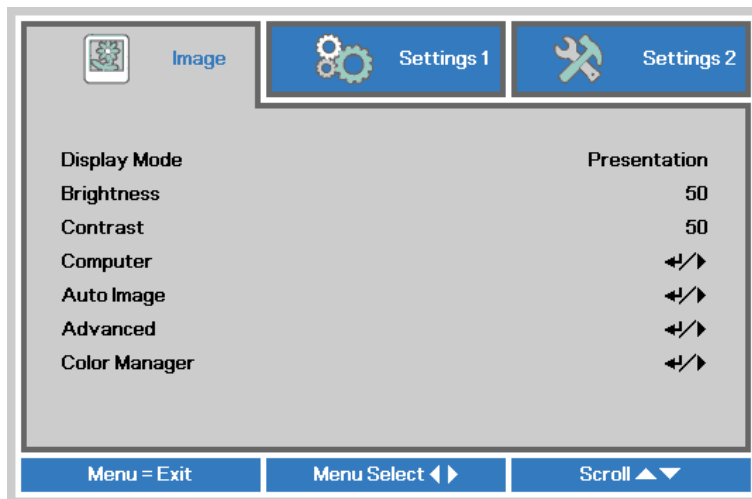 Image Settings 1 Settings 2
Display Mode Presentation
Brightness 50
Contrast 50
Computer ↵/▶
Auto Image ↵/▶
Advanced ↵/▶
Color Manager ↵/▶
Menu = Exit Menu Select ◀▶ Scroll ▲▼